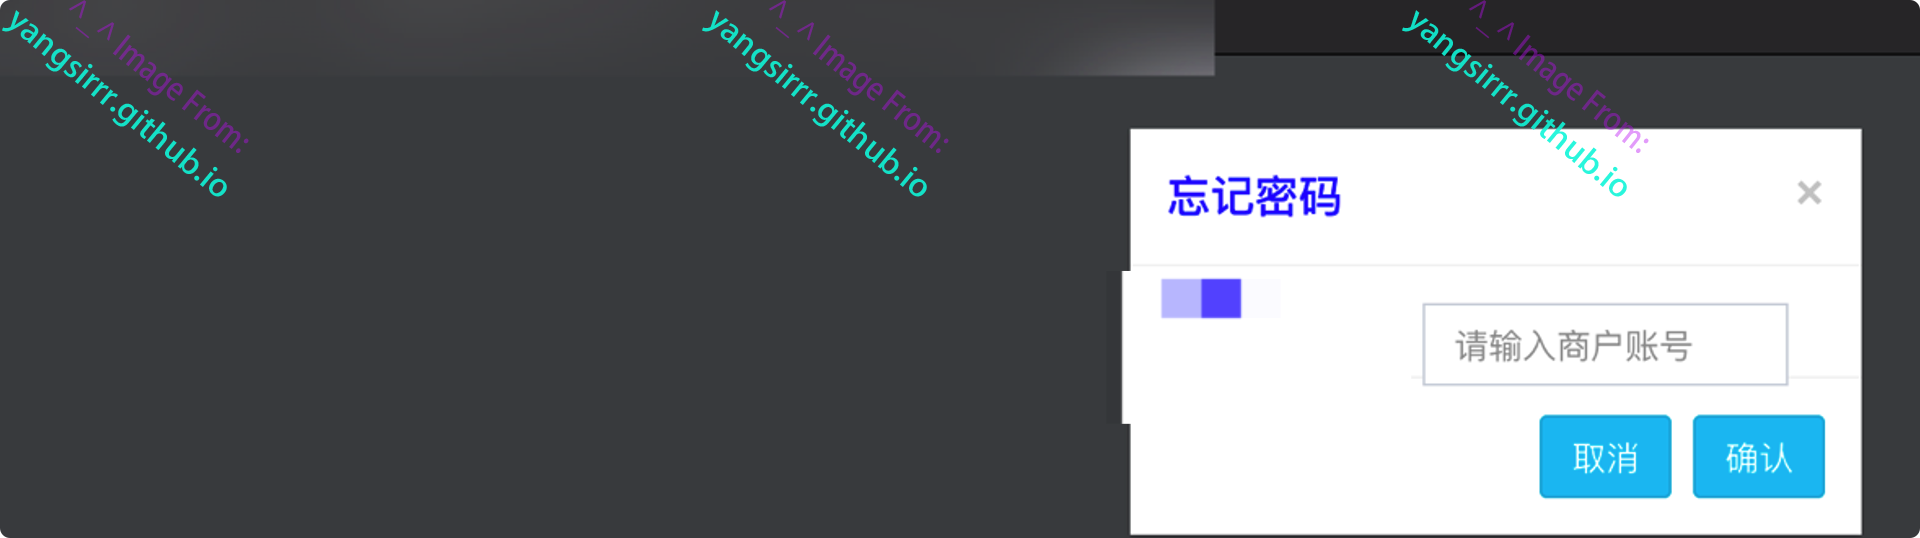 ^_^ Image From:
yangsirrr.github.io
^_^ Image From:
yangsirrr.github.io
^_^ Image From:
yangsirrr.github.io
忘记密码
×
请输入商户账号
取消
确认